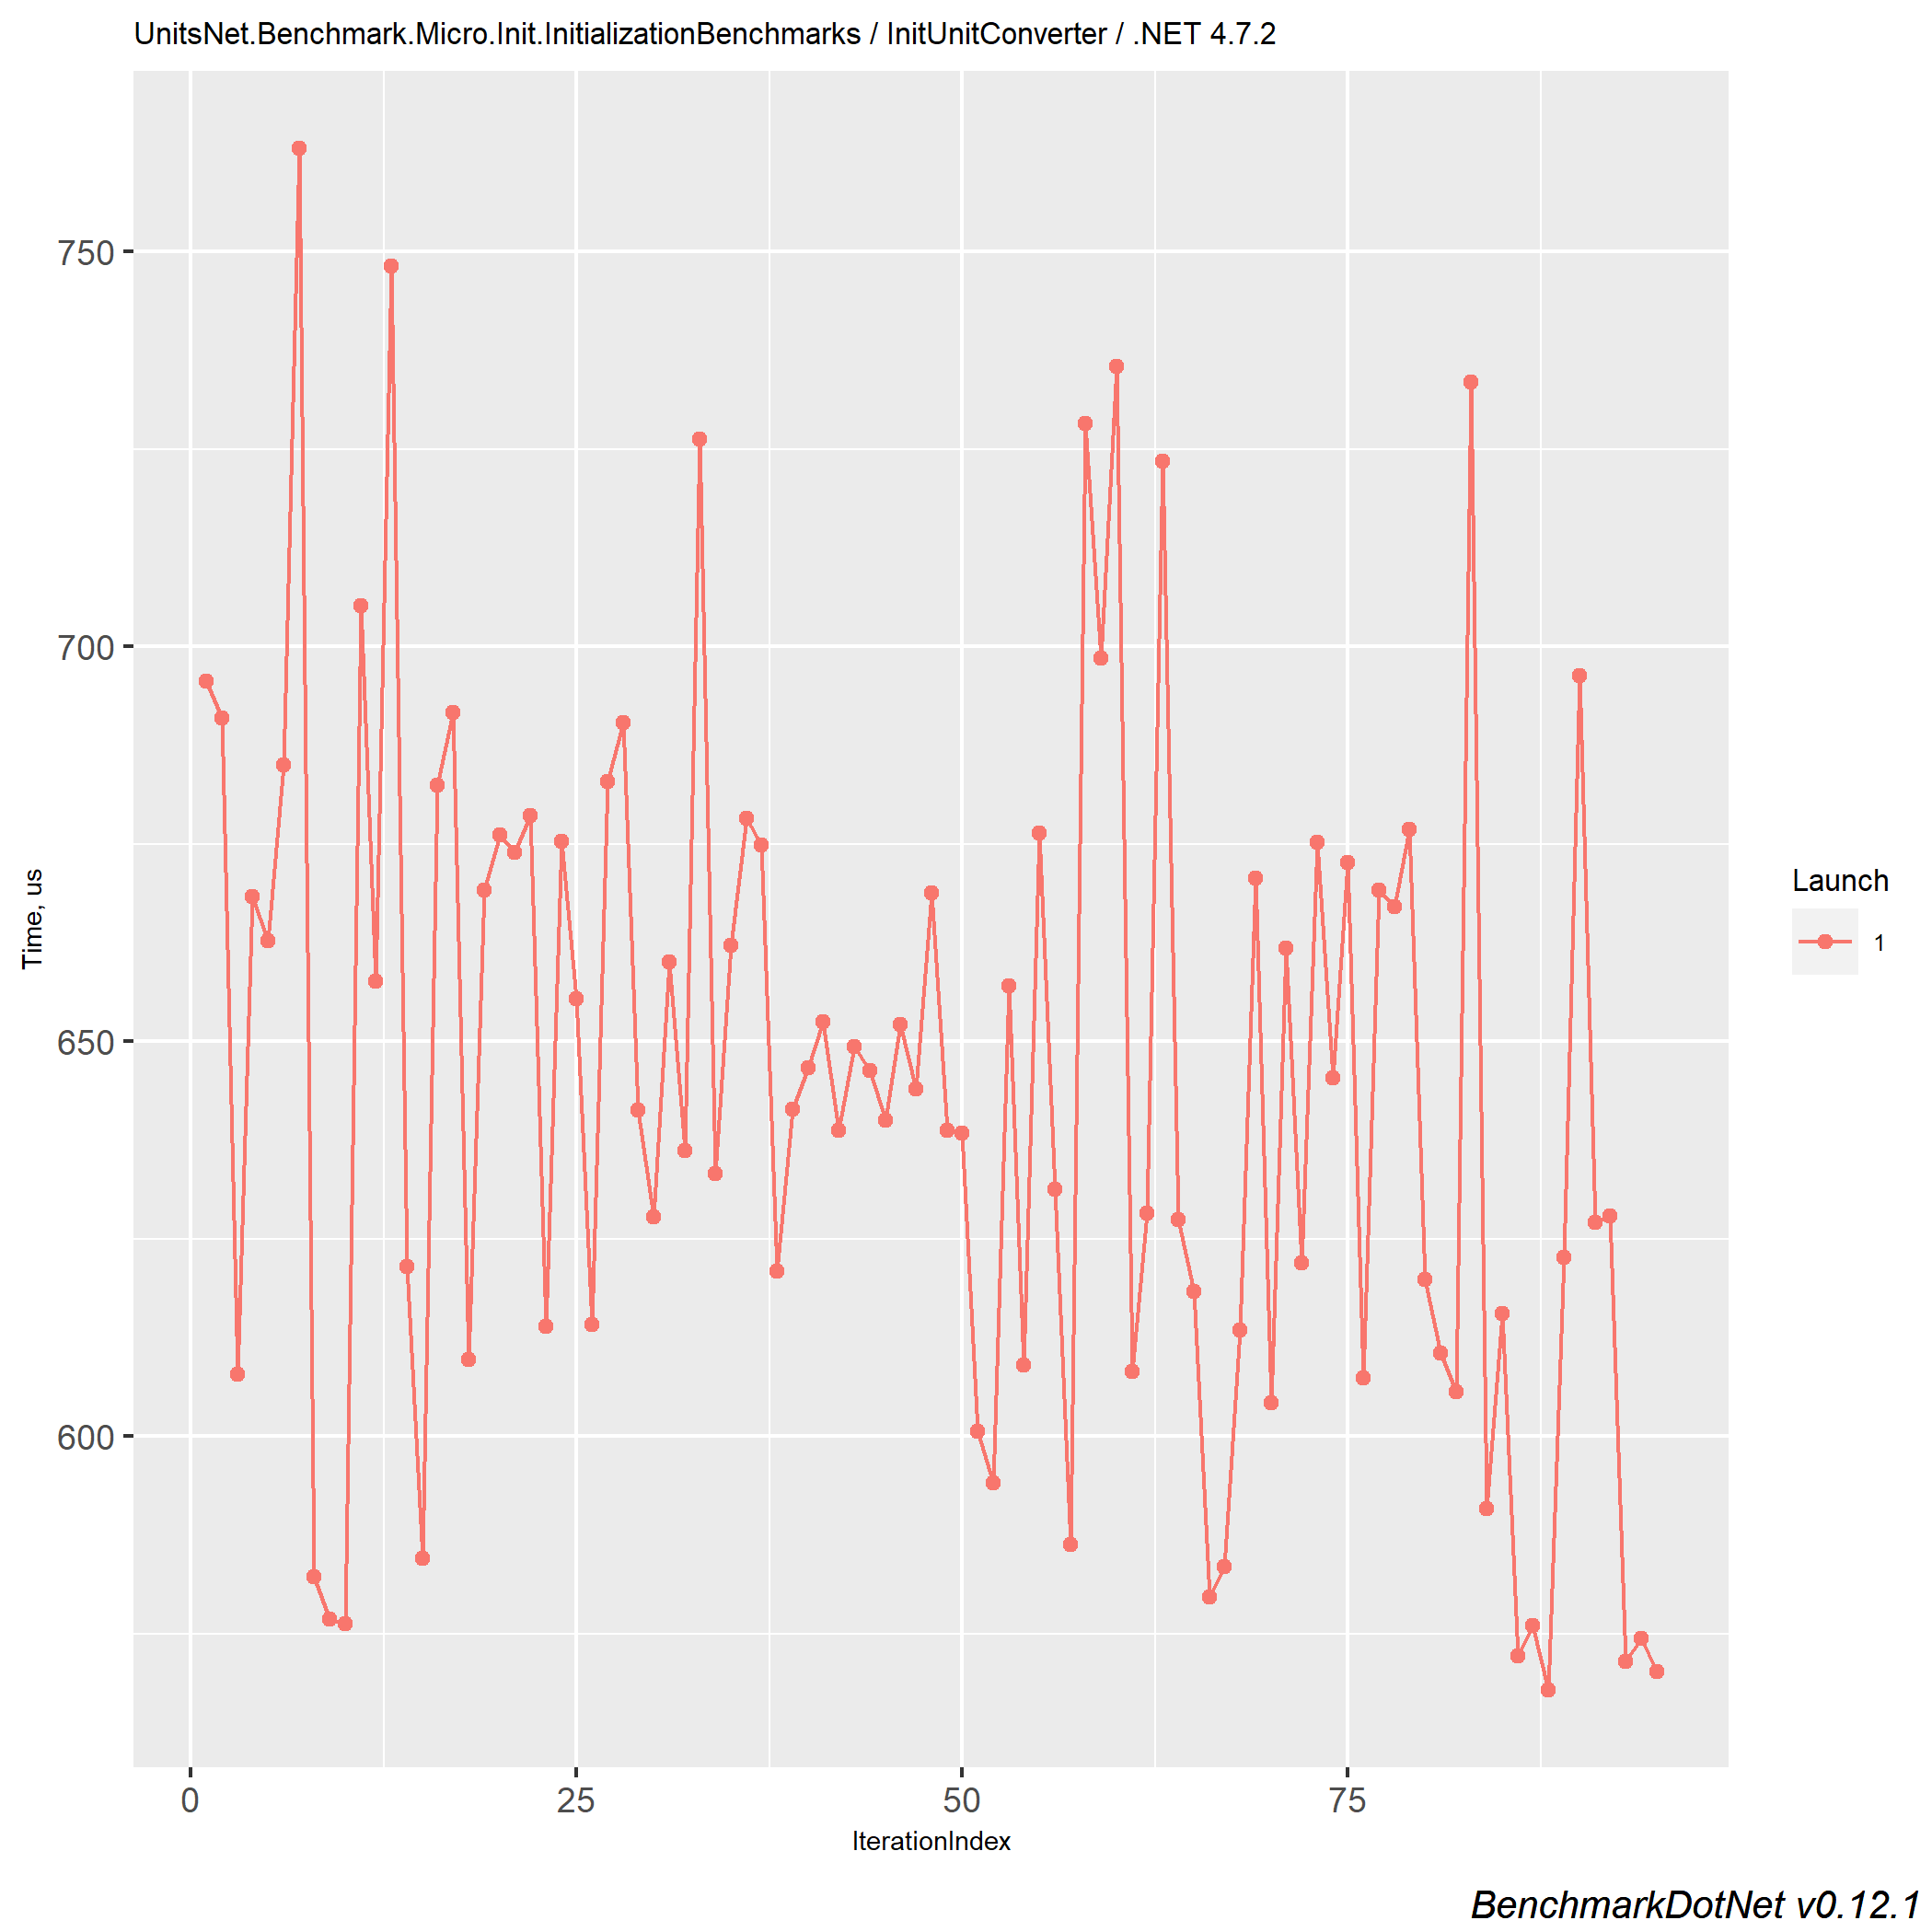 UnitsNet.Benchmark.Micro.Init.InitializationBenchmarks / InitUnitConverter / .NET 4.7.2
750
700
650
600
Time, us
0 25 50 75
IterationIndex
Launch
1
BenchmarkDotNet v0.12.1